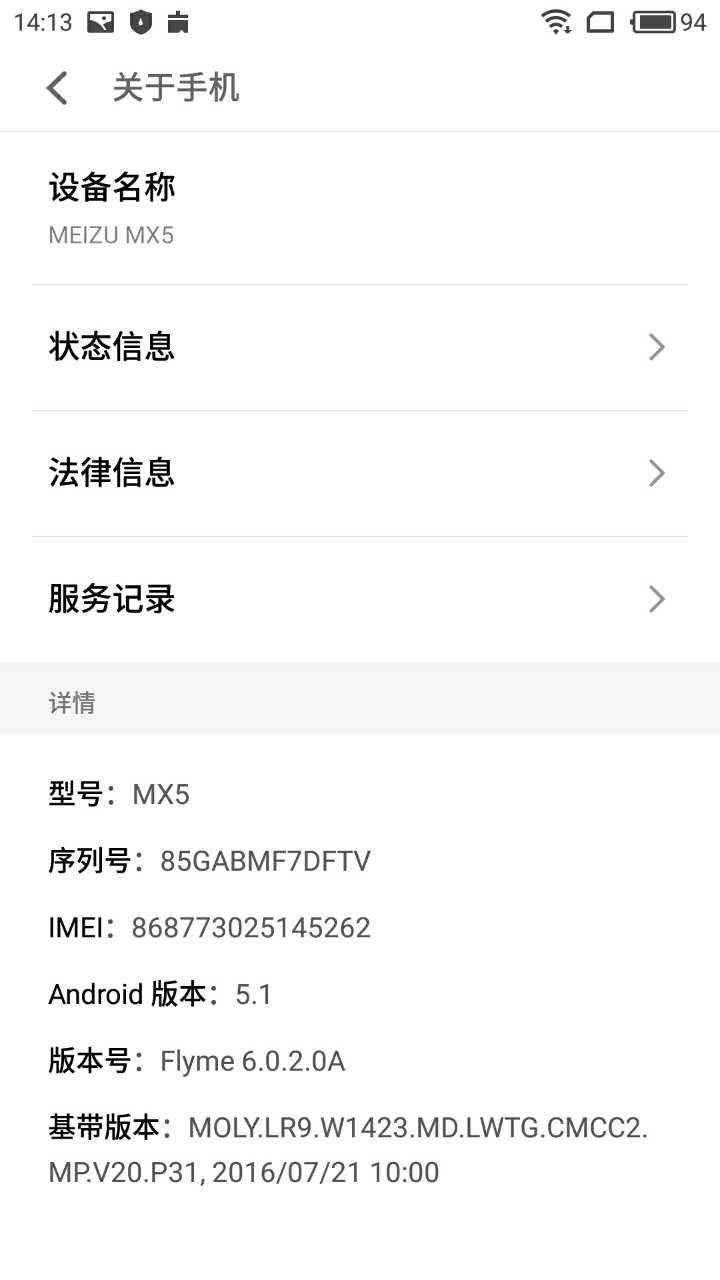 14:13 94
关于手机
设备名称
MEIZU MX5
状态信息
法律信息
服务记录
详情
型号：MX5
序列号：85GABMF7DFTV
IMEI：868773025145262
Android 版本：5.1
版本号：Flyme 6.0.2.0A
基带版本：MOLY.LR9.W1423.MD.LWTG.CMCC2.
MP.V20.P31, 2016/07/21 10:00